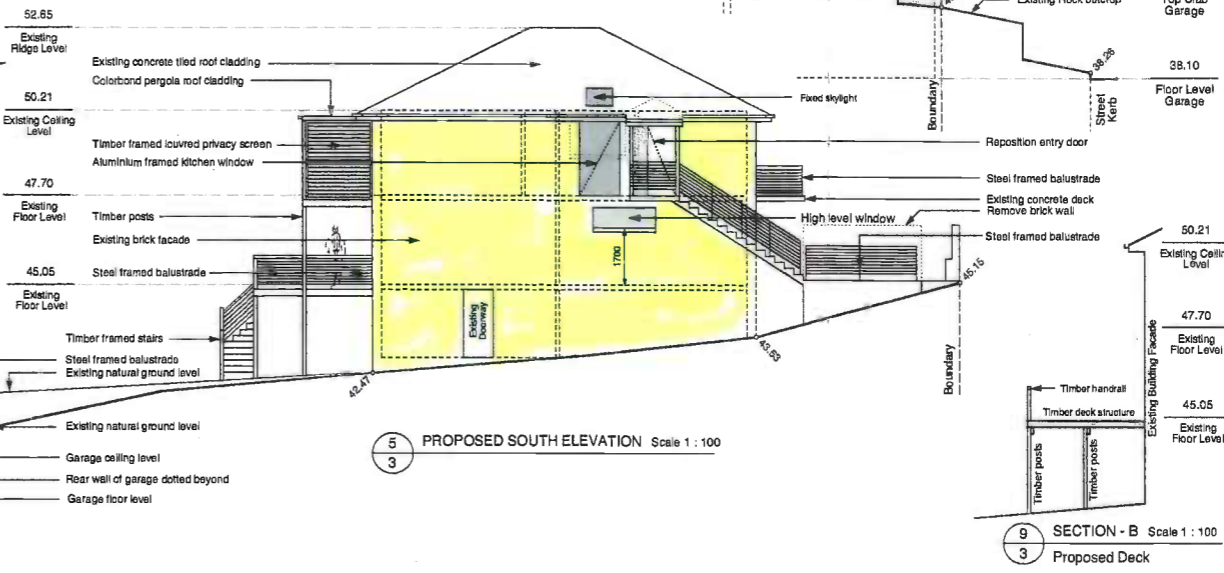 52.65
Existing
Ridge Level
Existing concrete tiled roof cladding
Colorbond pergola roof cladding
50.21
Existing Ceiling
Level
Timber framed louvred privacy screen
Aluminium framed kitchen window
47.70
Existing
Floor Level
Timber posts
Existing brick facade
45.05
Existing
Floor Level
Steel framed balustrade
Timber framed stairs
Steel framed balustrade
Existing natural ground level
Existing natural ground level
Garage ceiling level
Rear wall of garage dotted beyond
Garage floor level
42.47
Existing
Doorway
1700
43.53
45.15
Boundary
Fixed skylight
Reposition entry door
Steel framed balustrade
Existing concrete deck
Remove brick wall
High level window
Steel framed balustrade
5
3
PROPOSED SOUTH ELEVATION Scale 1 : 100
Garage
38.26
38.10
Floor Level
Garage
Boundary
Street
Kerb
50.21
Existing Ceiling
Level
47.70
Existing
Floor Level
45.05
Existing
Floor Level
Existing Building Facade
Timber handrail
Timber deck structure
Timber posts
Timber posts
9
3
SECTION - B Scale 1 : 100
Proposed Deck